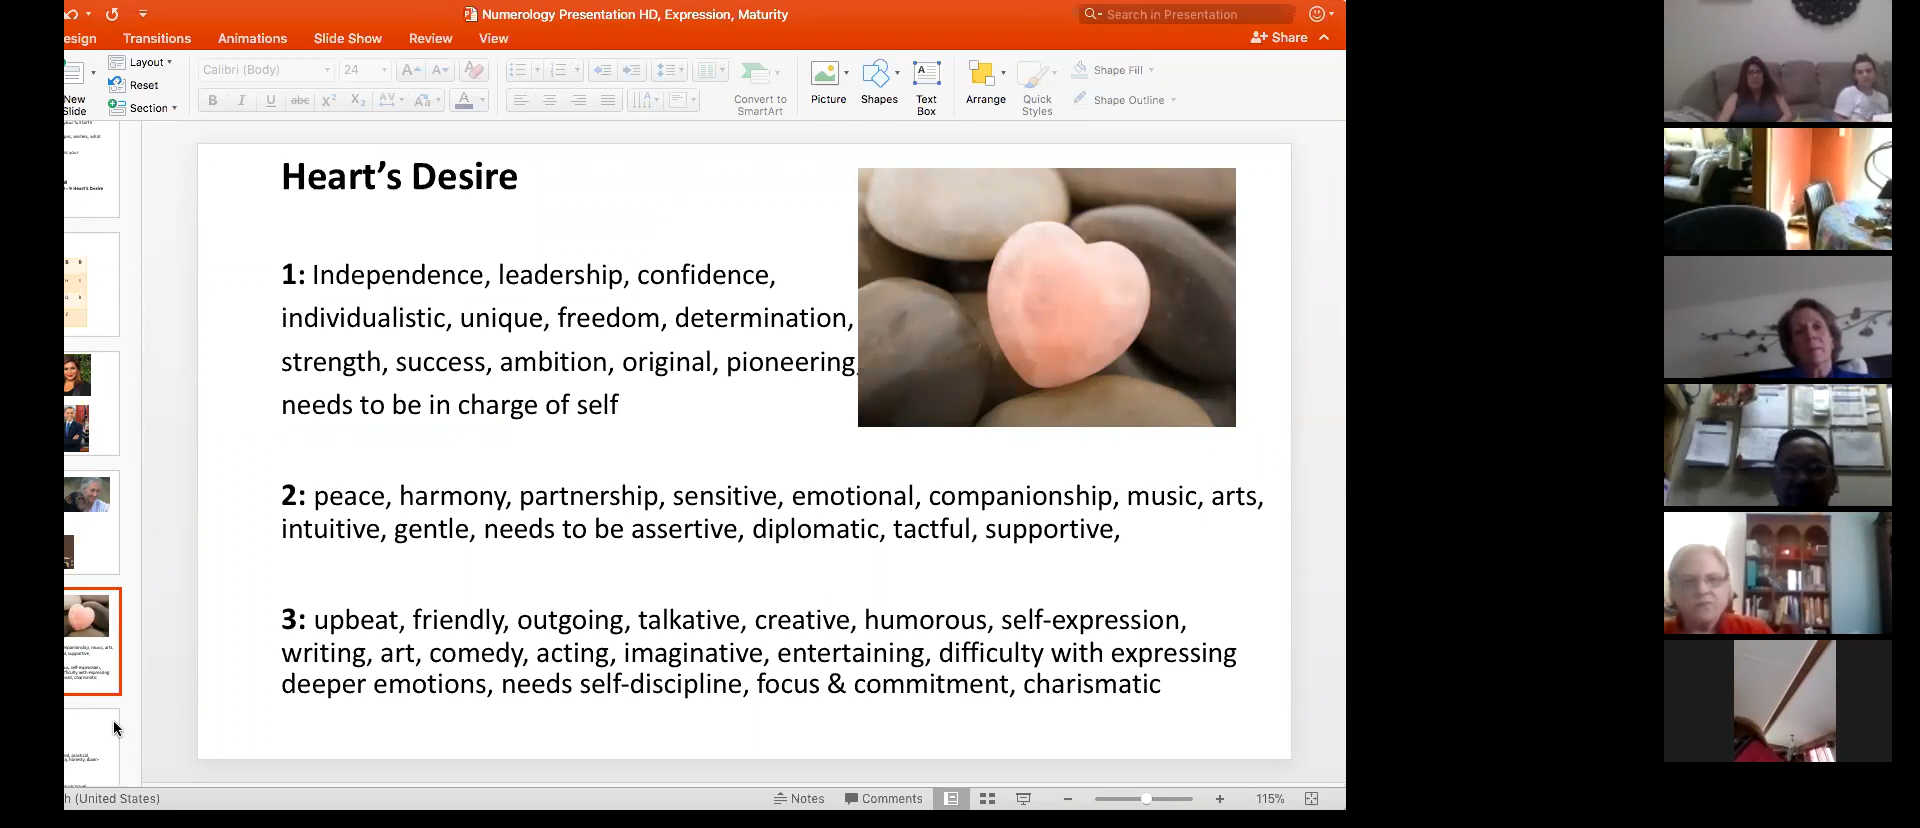 Numerology Presentation HD, Expression, Maturity
Search in Presentation
esign Transitions Animations Slide Show Review View
Share
New Slide
Layout
Reset
Section
Calibri (Body) 24
Convert to SmartArt
Picture
Shapes
Text Box
Arrange
Quick Styles
Shape Fill
Shape Outline
Heart's Desire
1: Independence, leadership, confidence,
individualistic, unique, freedom, determination,
strength, success, ambition, original, pioneering,
needs to be in charge of self
2: peace, harmony, partnership, sensitive, emotional, companionship, music, arts,
intuitive, gentle, needs to be assertive, diplomatic, tactful, supportive,
3: upbeat, friendly, outgoing, talkative, creative, humorous, self-expression,
writing, art, comedy, acting, imaginative, entertaining, difficulty with expressing
deeper emotions, needs self-discipline, focus & commitment, charismatic
h (United States)
Notes
Comments
115%